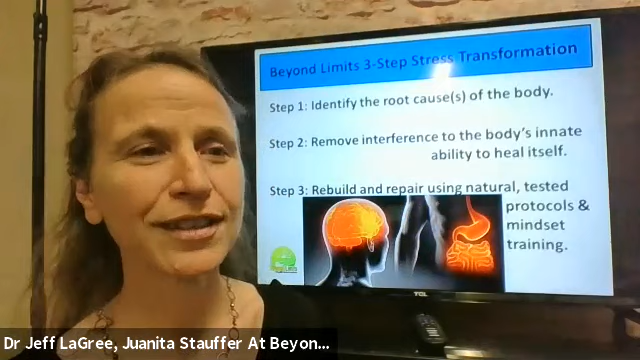 Beyond Limits 3-Step Stress Transformation
Step 1: Identify the root cause(s) of the body.
Step 2: Remove interference to the body's innate
ability to heal itself.
Step 3: Rebuild and repair using natural, tested
protocols &
mindset
training.
TCL
Dr Jeff LaGree, Juanita Stauffer At Beyon...